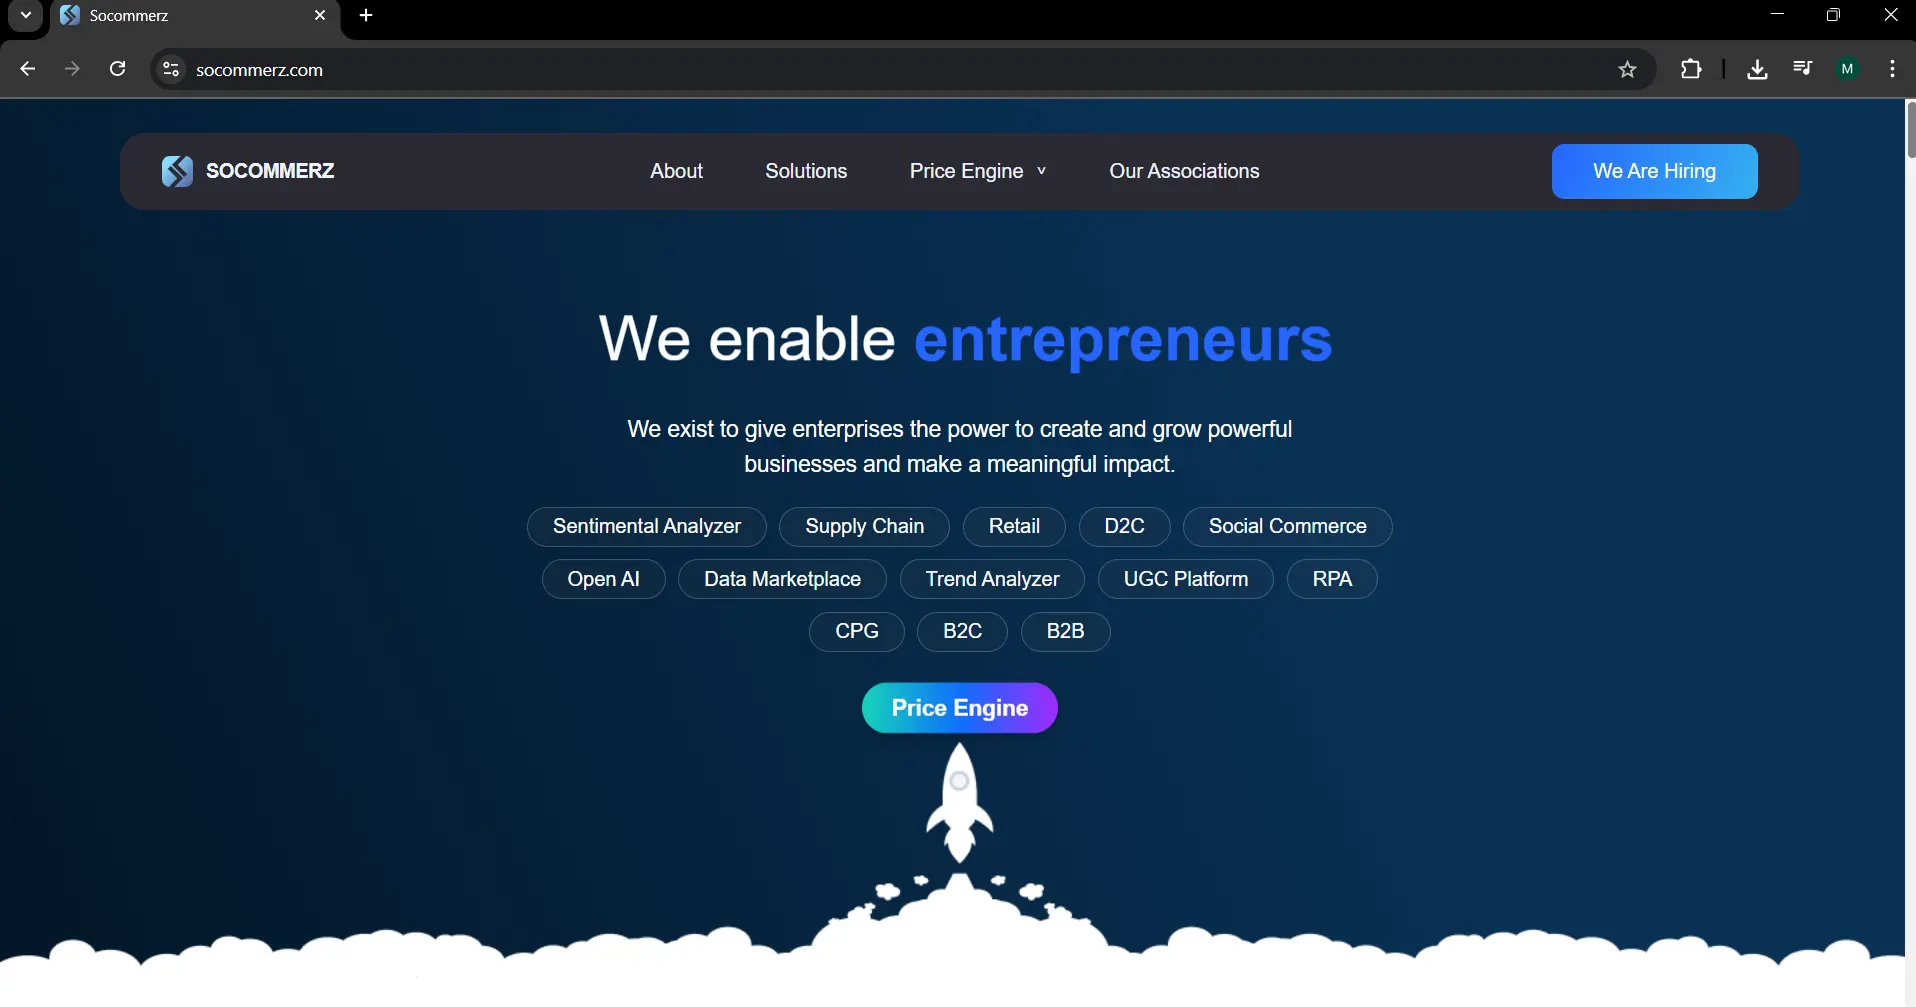 Socommerz
socommerz.com
M
SOCOMMERZ
About
Solutions
Price Engine
Our Associations
We Are Hiring
We enable entrepreneurs
We exist to give enterprises the power to create and grow powerful
businesses and make a meaningful impact.
Sentimental Analyzer
Supply Chain
Retail
D2C
Social Commerce
Open AI
Data Marketplace
Trend Analyzer
UGC Platform
RPA
CPG
B2C
B2B
Price Engine